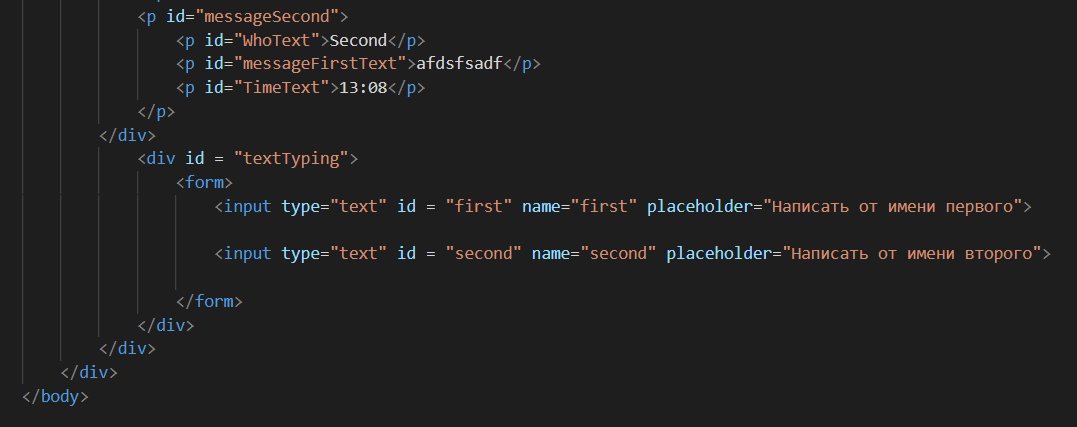 <p id="messageSecond">
<p id="WhoText">Second</p>
<p id="messageFirstText">afdsfsadf</p>
<p id="TimeText">13:08</p>
</p>
</div>
<div id = "textTyping">
<form>
<input type="text" id = "first" name="first" placeholder="Написать от имени первого">
<input type="text" id = "second" name="second" placeholder="Написать от имени второго">
</form>
</div>
</div>
</div>
</body>